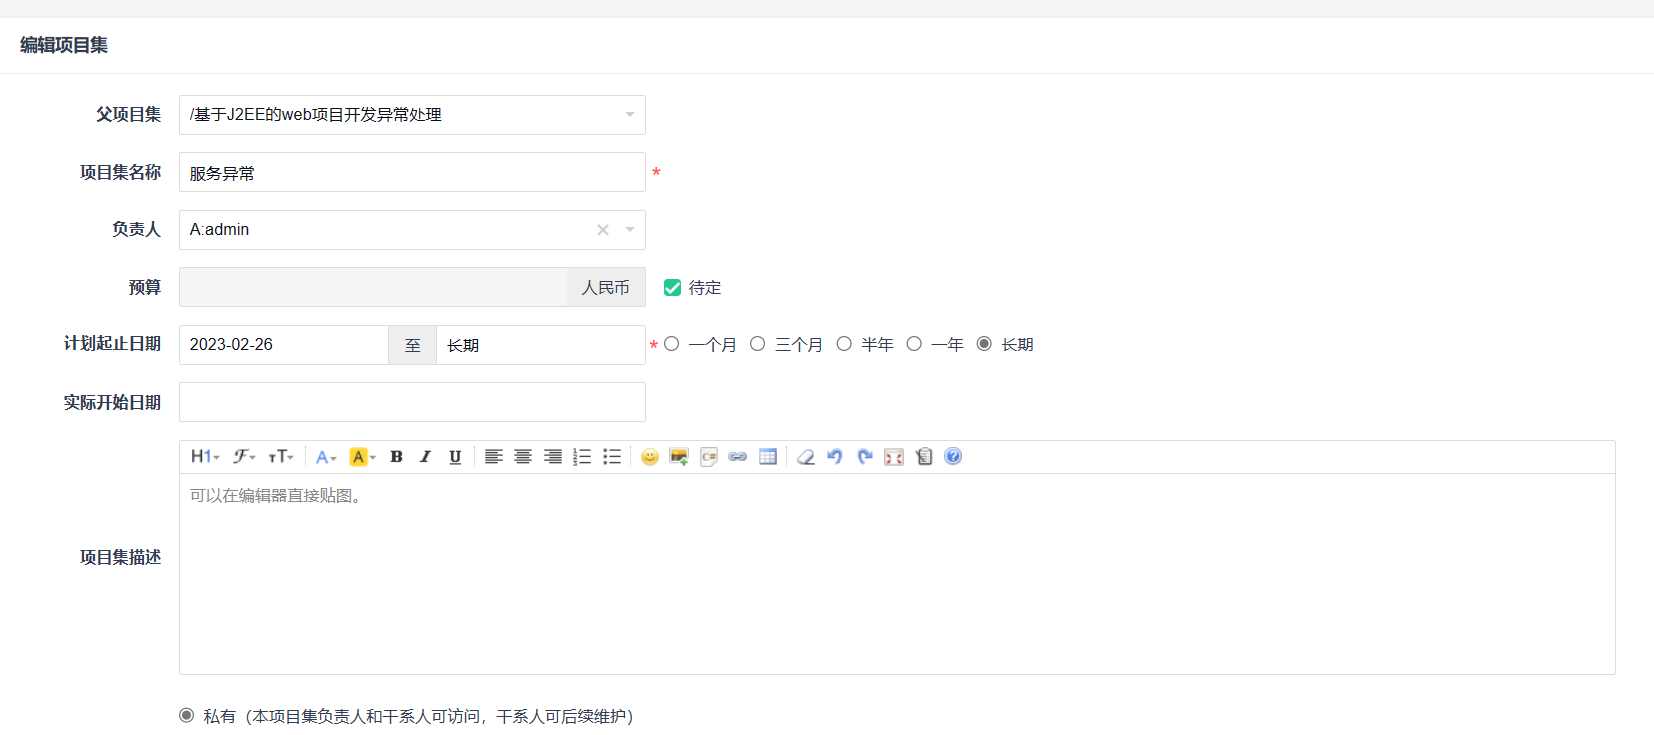 编辑项目集
父项目集 /基于J2EE的web项目开发异常处理
项目集名称 服务异常 *
负责人 A:admin
预算 人民币 待定
计划起止日期 2023-02-26 至 长期 * 一个月 三个月 半年 一年 长期
实际开始日期
H1 F TT A A B I U C#
可以在编辑器直接贴图。
项目集描述
私有（本项目集负责人和干系人可访问，干系人可后续维护）